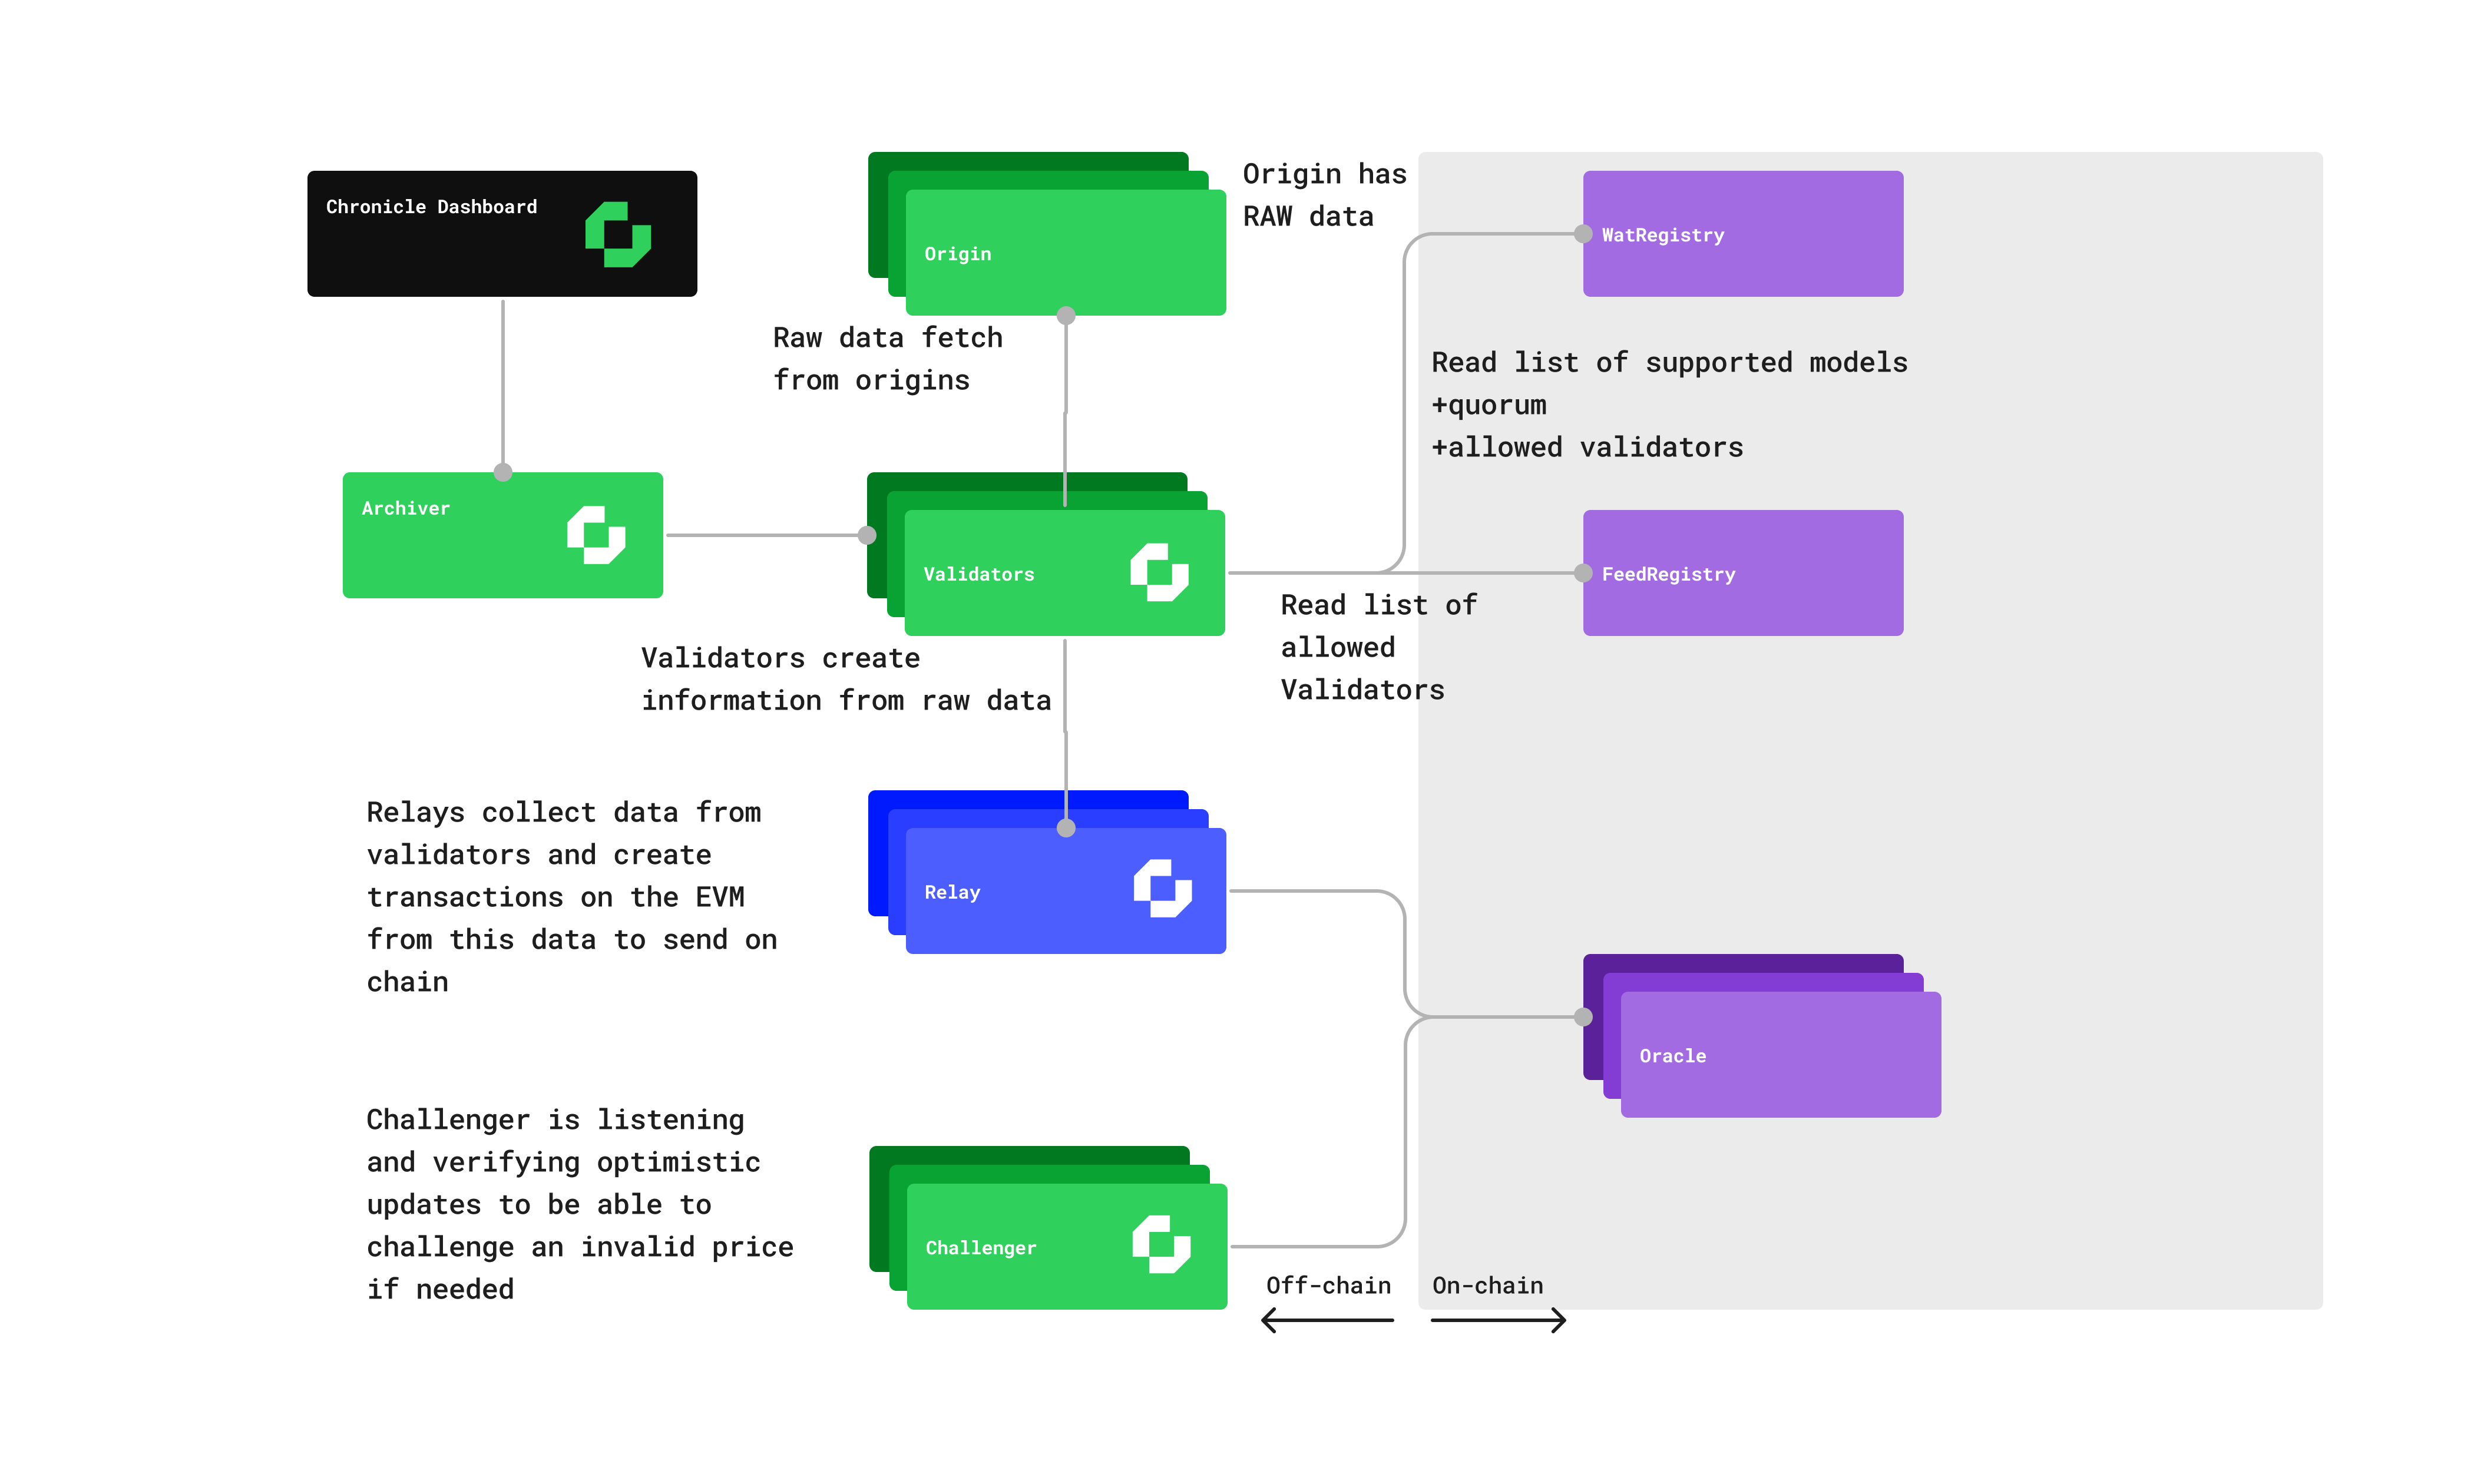 Chronicle Dashboard
Origin
Origin has
RAW data
WatRegistry
Raw data fetch
from origins
Read list of supported models
+quorum
+allowed validators
Archiver
Validators
FeedRegistry
Read list of
allowed
Validators
Validators create
information from raw data
Relays collect data from
validators and create
transactions on the EVM
from this data to send on
chain
Relay
Oracle
Challenger is listening
and verifying optimistic
updates to be able to
challenge an invalid price
if needed
Challenger
Off-chain
On-chain